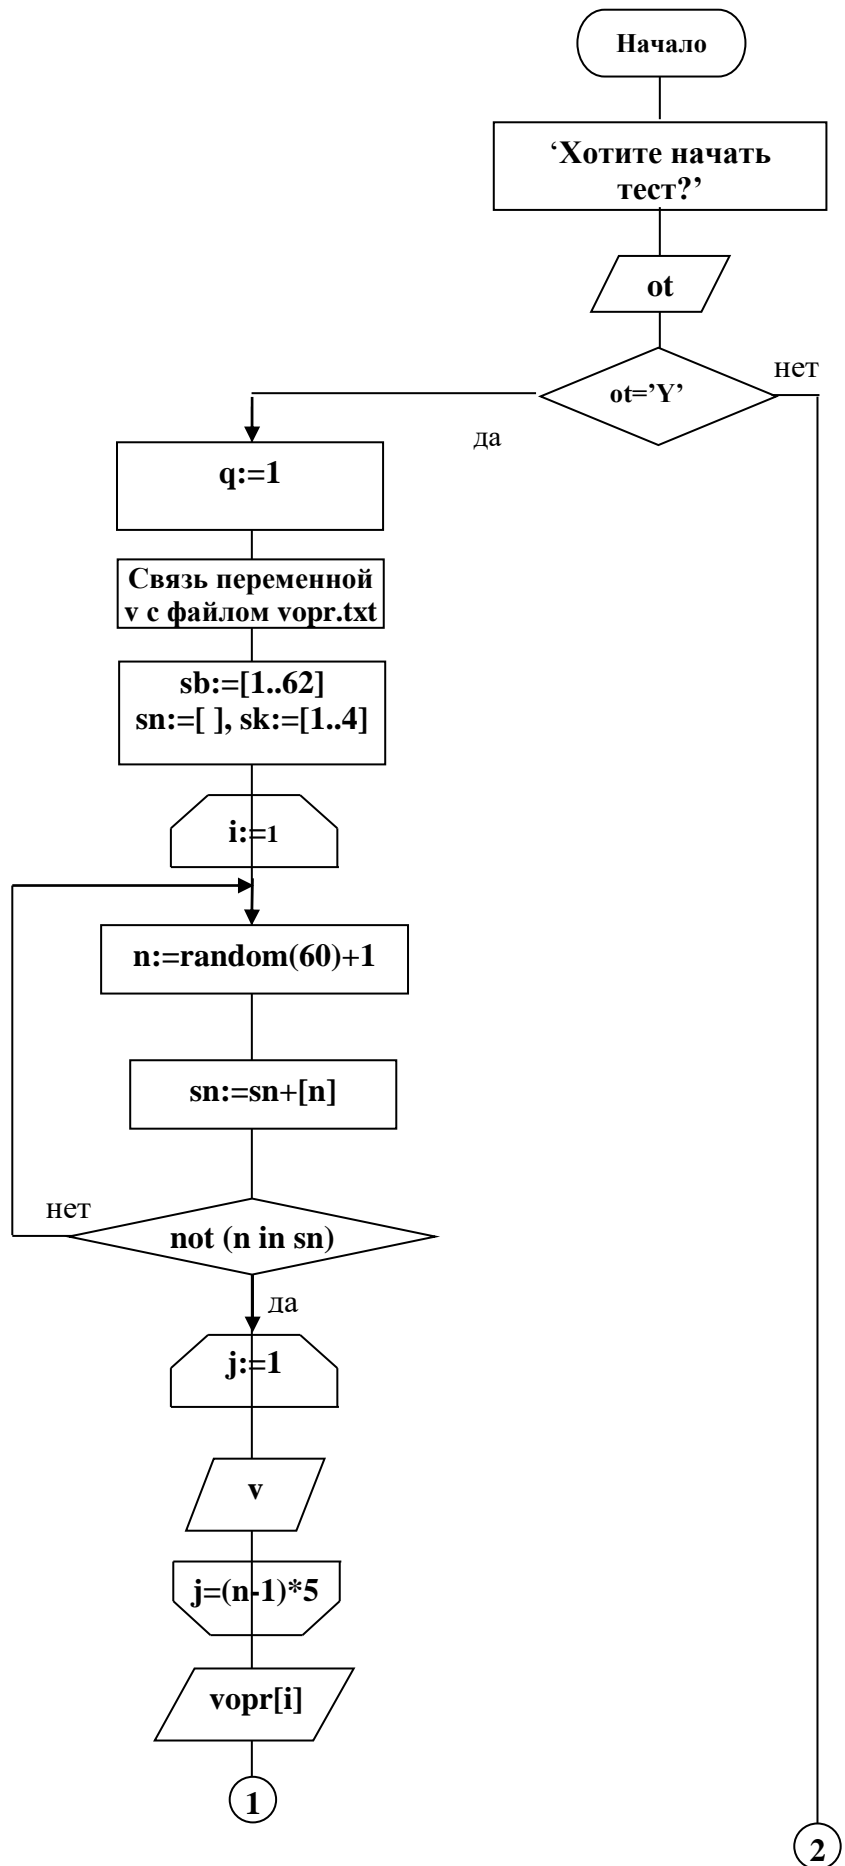 Начало
‘Хотите начать
тест?’
ot
ot=’Y’
нет
да
q:=1
Связь переменной
v с файлом vopr.txt
sb:=[1..62]
sn:=[ ], sk:=[1..4]
i:=1
n:=random(60)+1
sn:=sn+[n]
нет
not (n in sn)
да
j:=1
v
j=(n-1)*5
vopr[i]
1
2